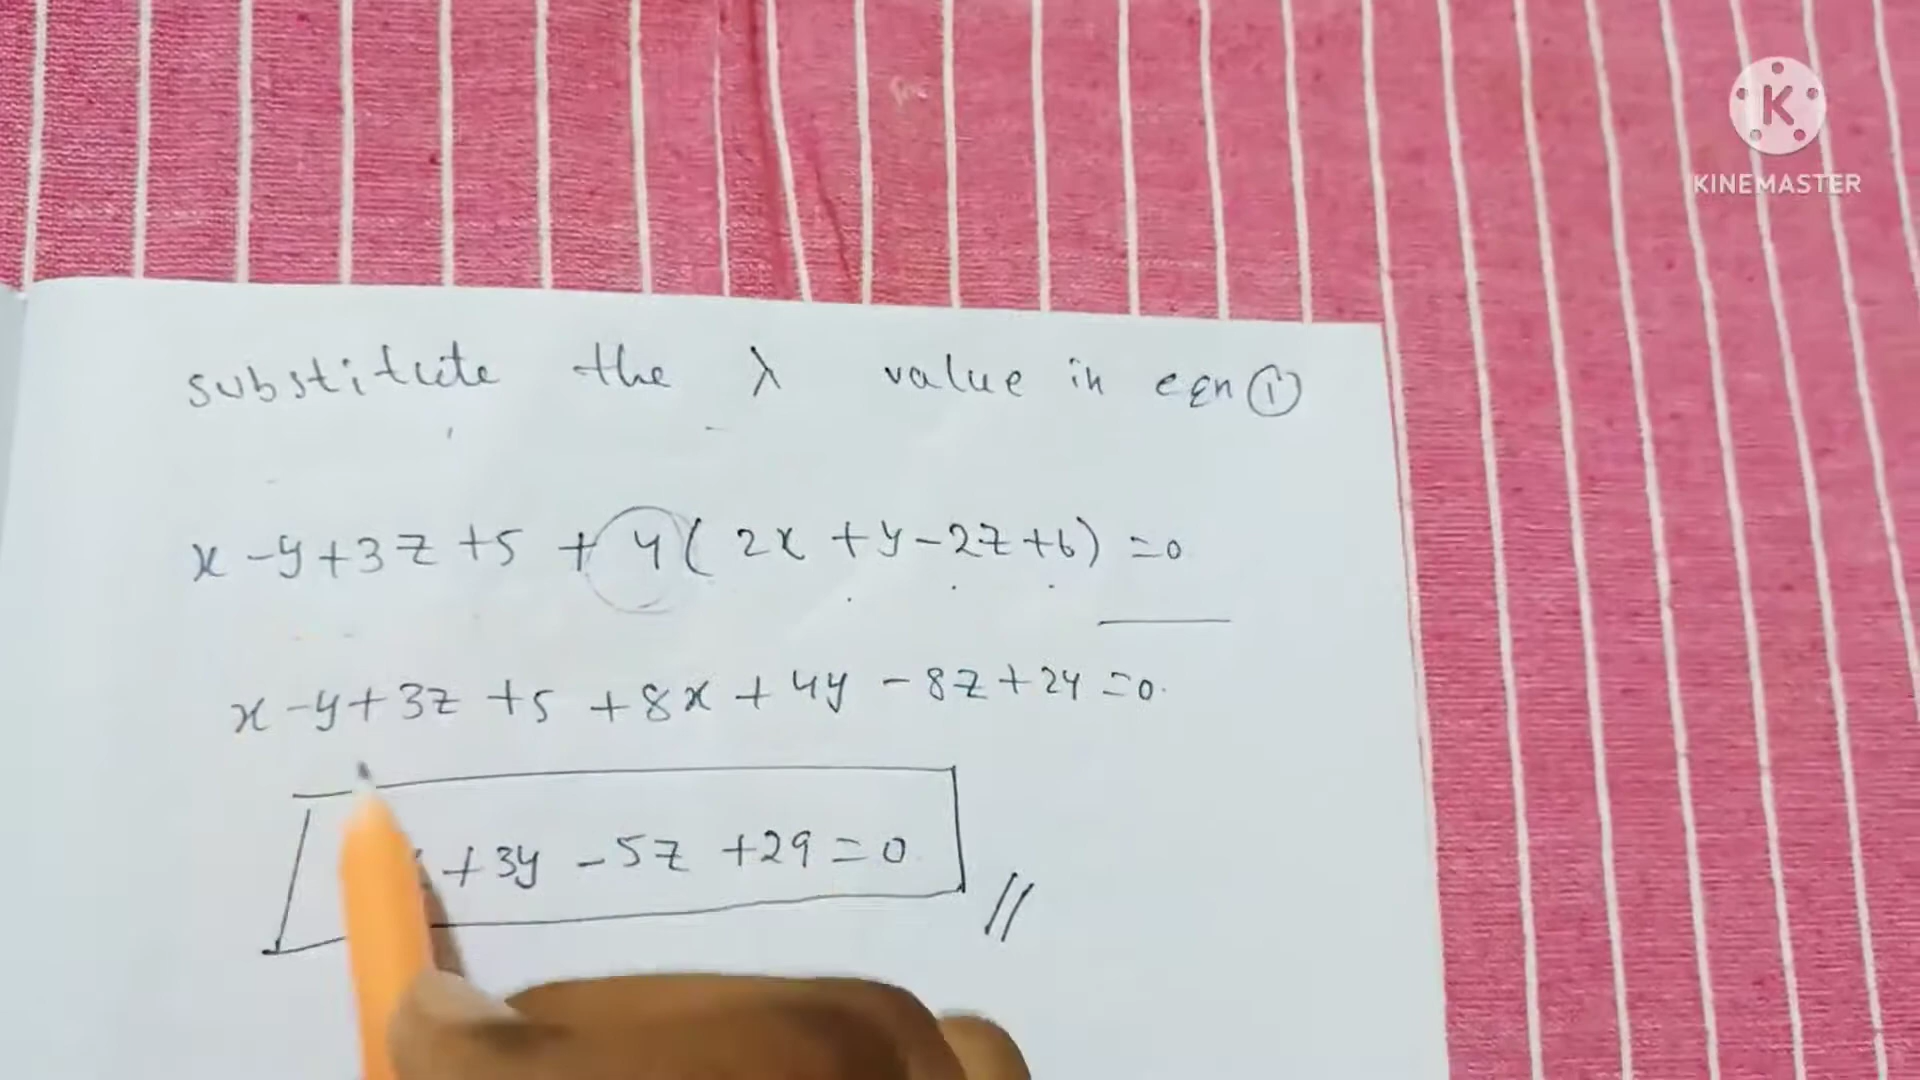 K
KINEMASTER
substitute the λ value in eqn ①
x - y + 3z + 5 + 4( 2x + y - 2z + 6) = 0
x - y + 3z + 5 + 8x + 4y - 8z + 24 = 0.
+ 3y - 5z + 29 = 0